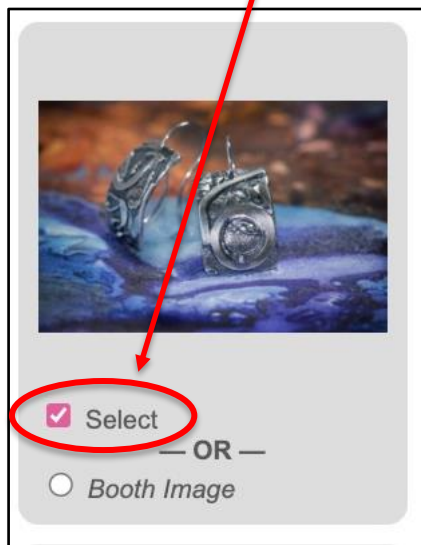 Select
— OR —
Booth Image